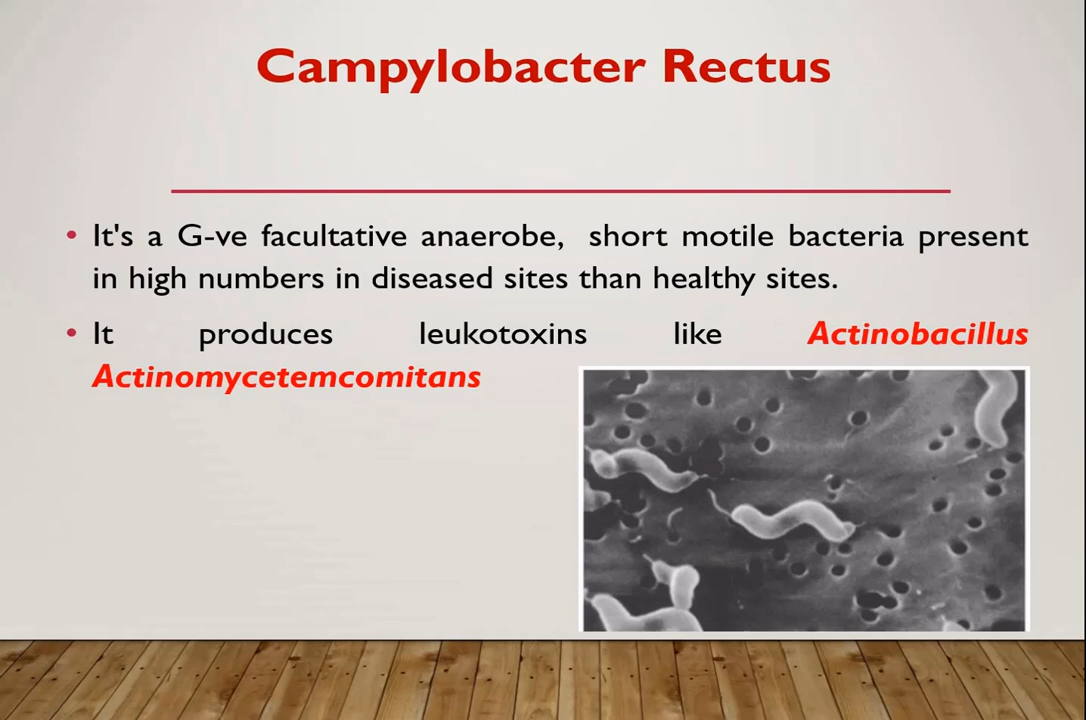 Campylobacter Rectus
• It's a G-ve facultative anaerobe, short motile bacteria present
in high numbers in diseased sites than healthy sites.
• It produces leukotoxins like Actinobacillus
Actinomycetemcomitans